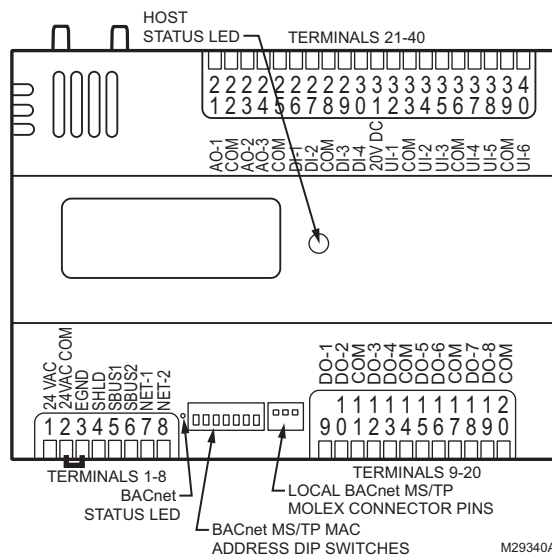 HOST
STATUS LED
TERMINALS 21-40
2 2 2 2 2 2 2 2 2 3 3 3 3 3 3 3 3 3 3 4
1 2 3 4 5 6 7 8 9 0 1 2 3 4 5 6 7 8 9 0
AO-1
COM
AO-2
AO-3
COM
DI-1
DI-2
COM
DI-3
DI-4
20V DC
UI-1
COM
UI-2
UI-3
COM
UI-4
UI-5
COM
UI-6
24 VAC
24VAC COM
EGND
SHLD
SBUS1
SBUS2
NET-1
NET-2
1 2 3 4 5 6 7 8
DO-1
DO-2
COM
DO-3
DO-4
COM
DO-5
DO-6
COM
DO-7
DO-8
COM
1 1 1 1 1 1 1 1 1 1 2
9 0 1 2 3 4 5 6 7 8 9 0
TERMINALS 1-8
TERMINALS 9-20
BACnet
STATUS LED
LOCAL BACnet MS/TP
MOLEX CONNECTOR PINS
BACnet MS/TP MAC
ADDRESS DIP SWITCHES
M29340A